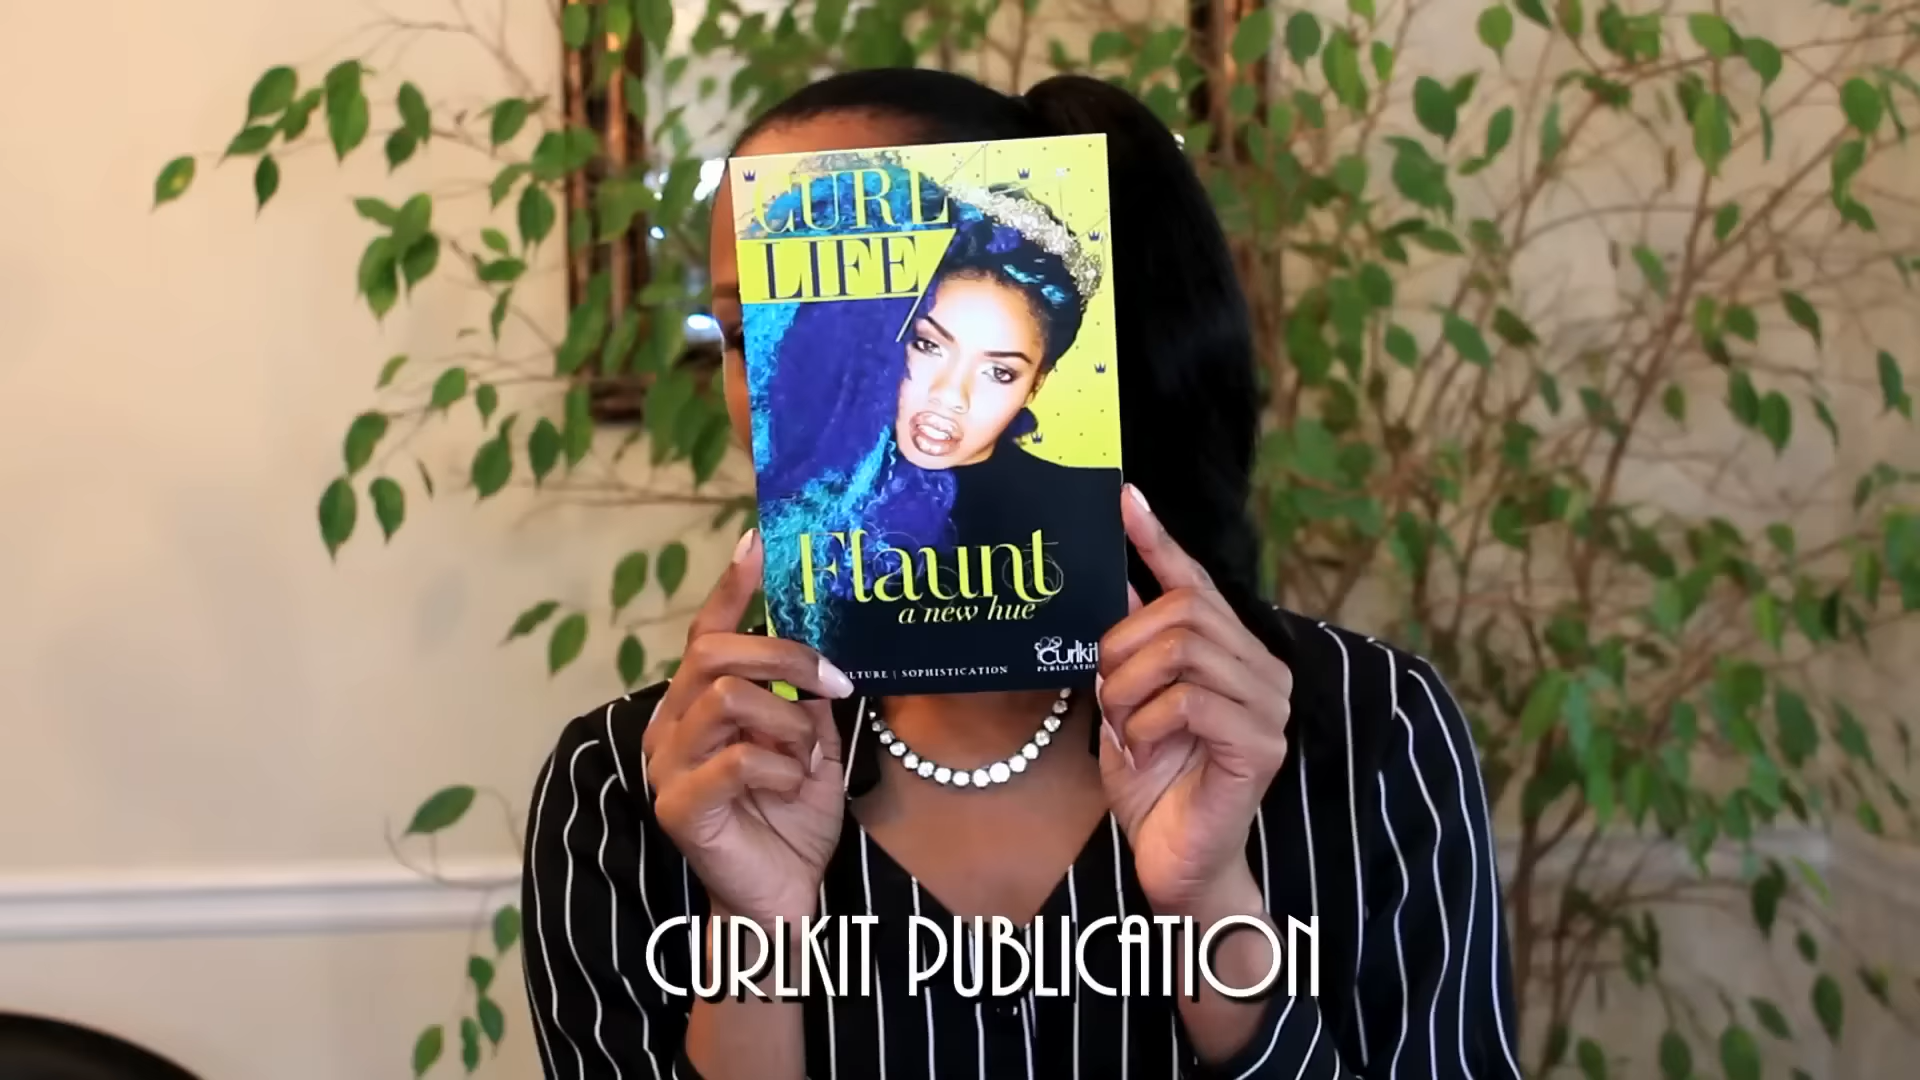 CURL
LIFE
Flaunt
a new hue
| SOPHISTICATION
curlkit
CURLKIT PUBLICATION